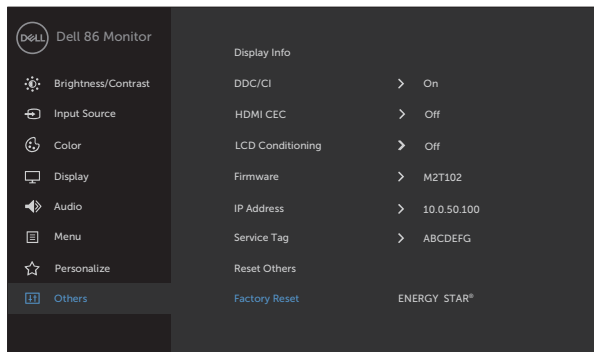 DELL Dell 86 Monitor
Display Info
Brightness/Contrast DDC/CI > On
Input Source HDMI CEC > Off
Color LCD Conditioning > Off
Display Firmware > M2T102
Audio IP Address > 10.0.50.100
Menu Service Tag > ABCDEFG
Personalize Reset Others
Others Factory Reset ENERGY STAR®